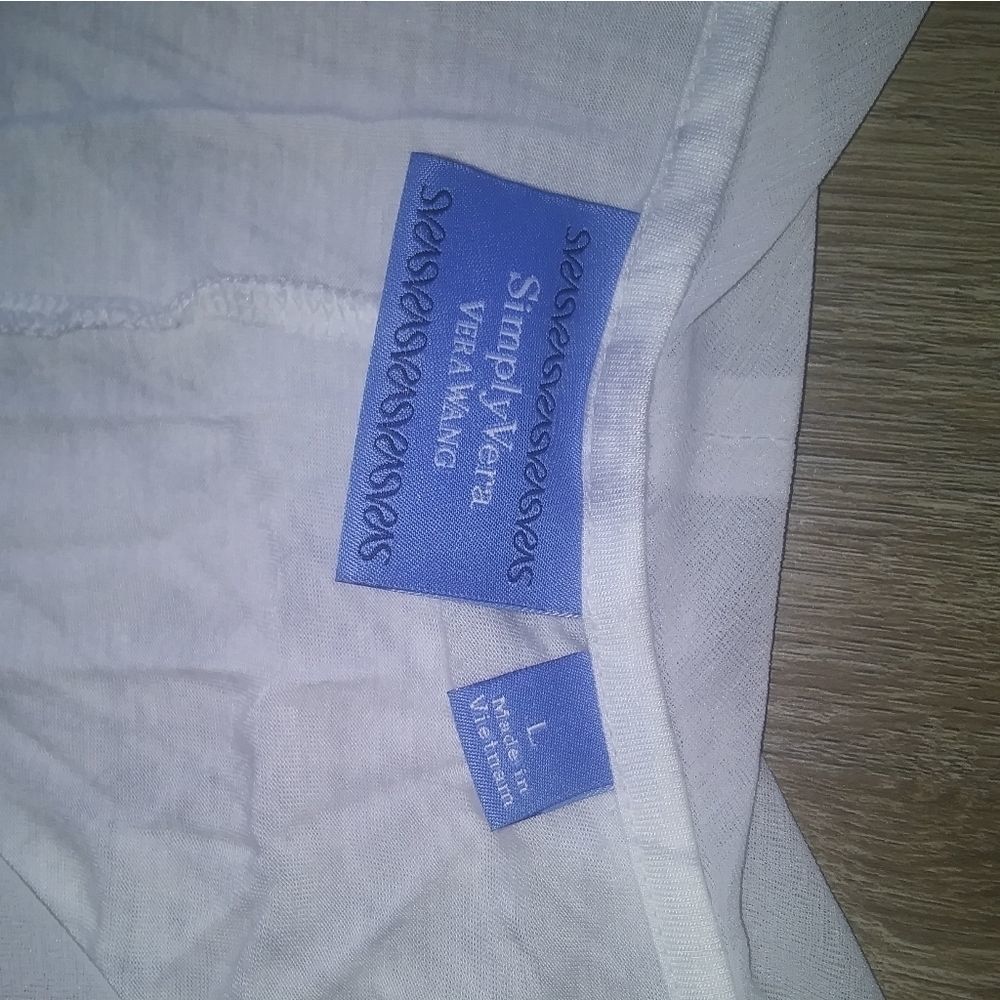 Simply Vera
VERA WANG
L
Made in
Vietnam